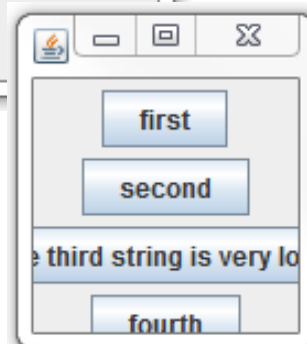 first
second
e third string is very lo
fourth